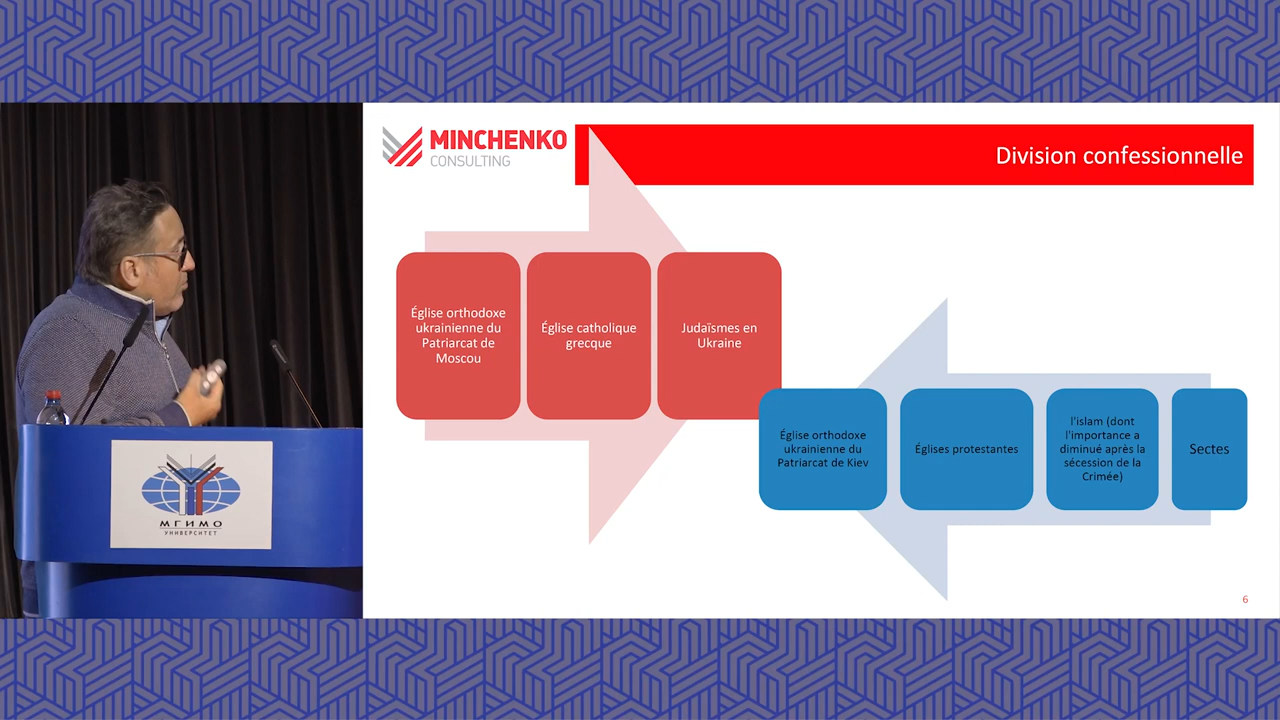 MINCHENKO
CONSULTING
Division confessionnelle
Église orthodoxe
ukrainienne du
Patriarcat de
Moscou
Église catholique
grecque
Judaïsmes en
Ukraine
Église orthodoxe
ukrainienne du
Patriarcat de Kiev
Églises protestantes
l'islam (dont
l'importance a
diminué après la
sécession de la
Crimée)
Sectes
МГИМО
УНИВЕРСИТЕТ
6